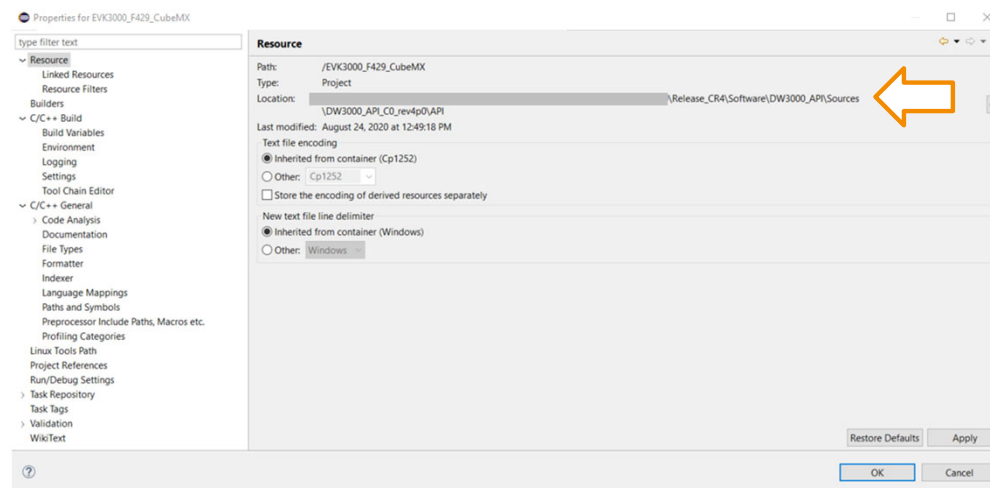 Properties for EVK3000_F429_CubeMX
type filter text
Resource
Linked Resources
Resource Filters
Builders
C/C++ Build
Build Variables
Environment
Logging
Settings
Tool Chain Editor
C/C++ General
Code Analysis
Documentation
File Types
Formatter
Indexer
Language Mappings
Paths and Symbols
Preprocessor Include Paths, Macros etc.
Profiling Categories
Linux Tools Path
Project References
Run/Debug Settings
Task Repository
Task Tags
Validation
WikiText
Resource
Path: /EVK3000_F429_CubeMX
Type: Project
Location: \Release_CR4\Software\DW3000_API\Sources
\DW3000_API_C0_rev4p0\API
Last modified: August 24, 2020 at 12:49:18 PM
Text file encoding
Inherited from container (Cp1252)
Other: Cp1252
Store the encoding of derived resources separately
New text file line delimiter
Inherited from container (Windows)
Other: Windows
Restore Defaults Apply
? OK Cancel